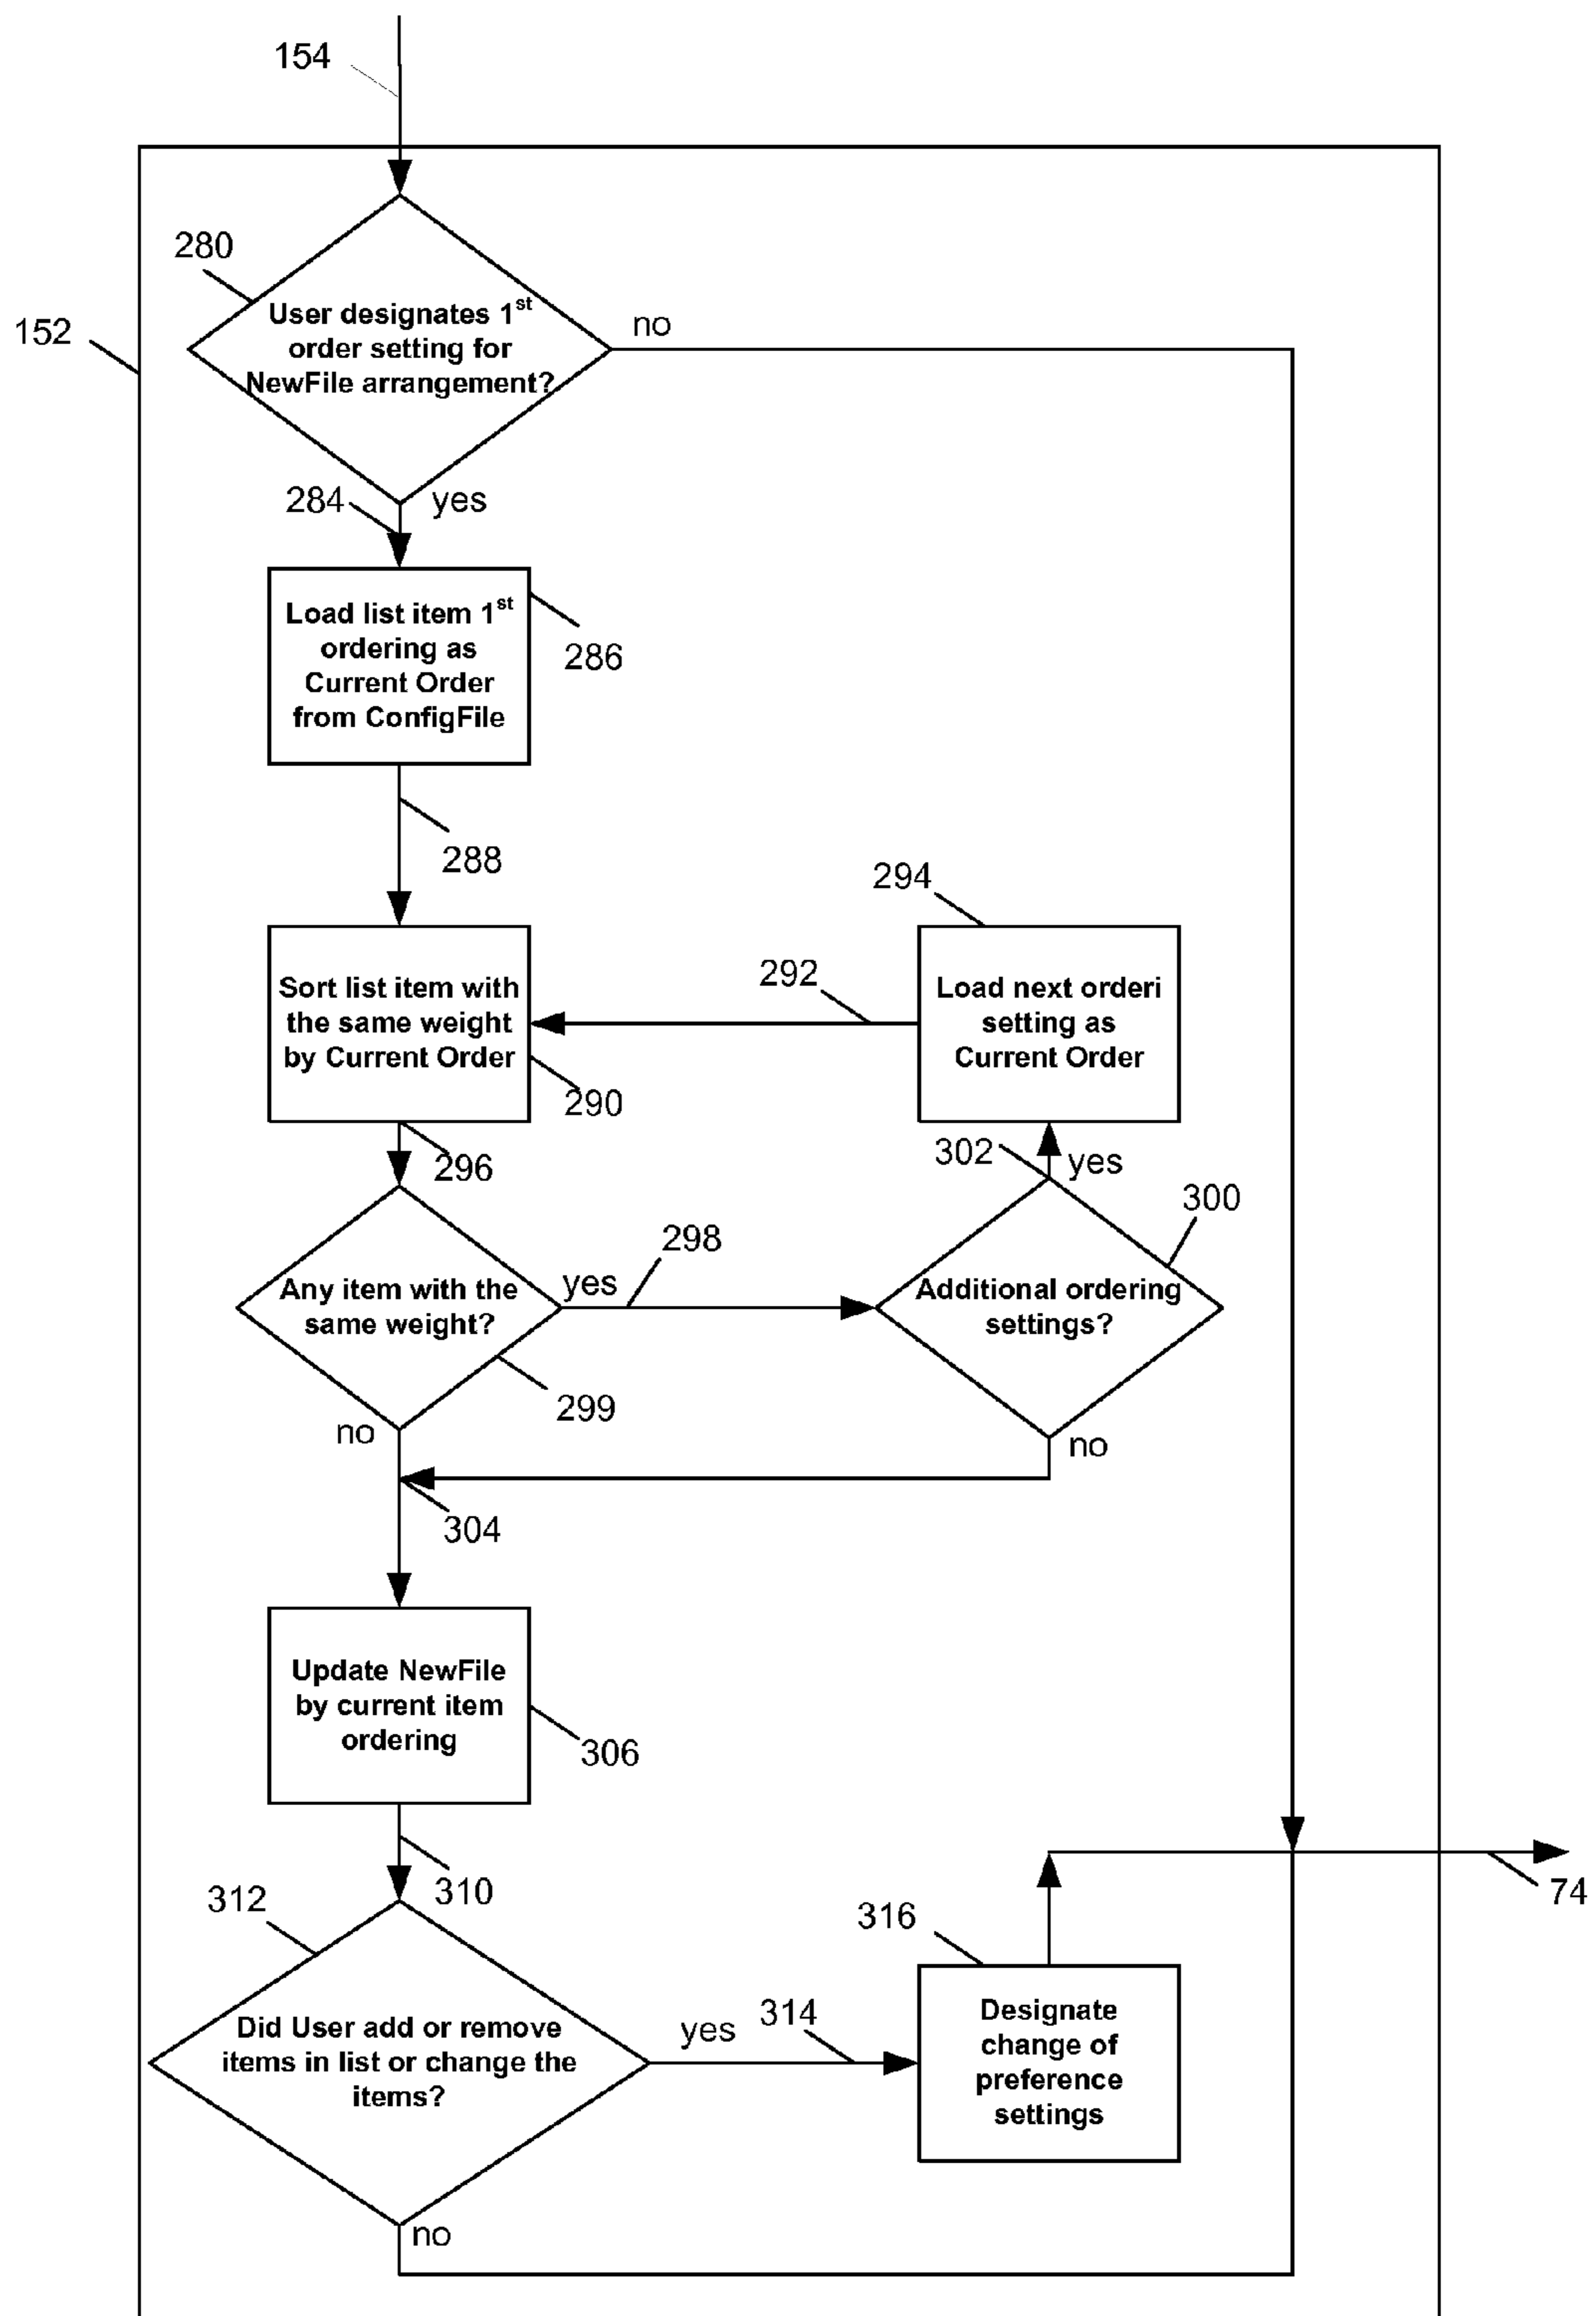 154
280
152
User designates 1st
order setting for
NewFile arrangement?
no
284
yes
Load list item 1st
ordering as
Current Order
from ConfigFile
286
288
294
Sort list item with
the same weight
by Current Order
292
Load next orderi
setting as
Current Order
290
296
302
yes
300
298
Any item with the
same weight?
yes
Additional ordering
settings?
299
no
no
304
Update NewFile
by current item
ordering
306
310
312
74
316
Did User add or remove
items in list or change the
items?
yes
314
Designate
change of
preference
settings
no